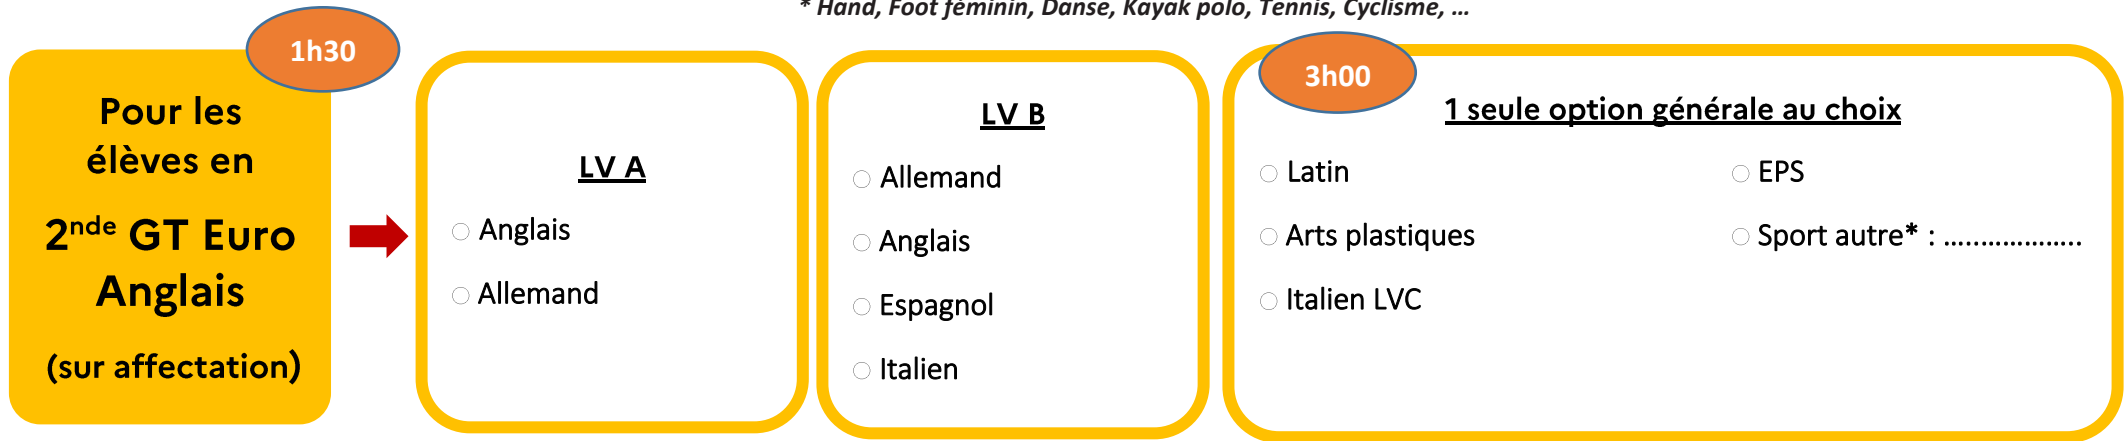 * Hand, Foot féminin, Danse, Kayak polo, Tennis, Cyclisme, ...
1h30
Pour les
élèves en
2nde GT Euro
Anglais
(sur affectation)
LV A
Anglais
Allemand
LV B
Allemand
Anglais
Espagnol
Italien
3h00
1 seule option générale au choix
Latin
Arts plastiques
Italien LVC
EPS
Sport autre* : ....................